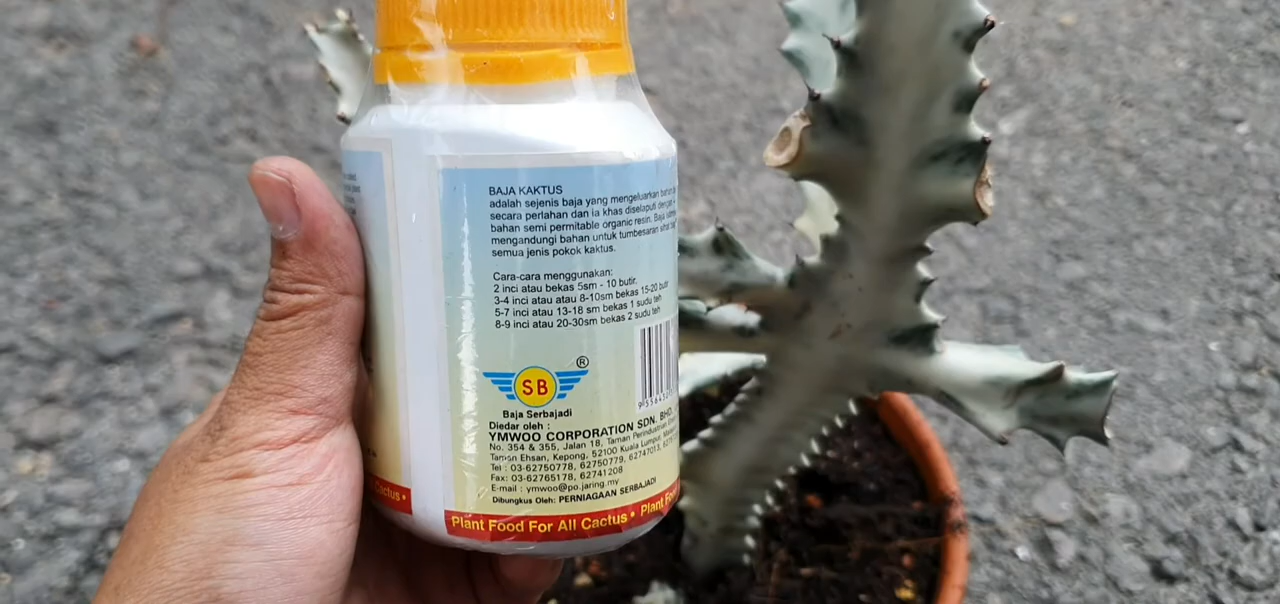 BAJA KAKTUS
adalah sejenis baja yang mengeluarkan bahan
secara perlahan dan ia khas diselaputi dengan
bahan semi permitable organic resin. Baja
mengandungi bahan untuk tumbesaran
semua jenis pokok kaktus.
Cara-cara menggunakan:
2 inci atau bekas 5sm - 10 butir.
3-4 inci atau atau 8-10sm bekas 15-20 butir
5-7 inci atau 13-18 sm bekas 1 sudu teh
8-9 inci atau 20-30sm bekas 2 sudu teh
SB ®
Baja Serbajadi
Diedar oleh :
YMWOO CORPORATION SDN. BHD.
No. 354 & 355, Jalan 18, Taman Perindustrian
Taman Ehsan, Kepong, 52100 Kuala Lumpur,
Tel : 03-62750778, 62750779, 62747013,
Fax: 03-62765178, 62741208
E-mail : ymwoo@po.jaring.my
Dibungkus Oleh: PERNIAGAAN SERBAJADI
Cactus •
Plant Food For All Cactus • Plant